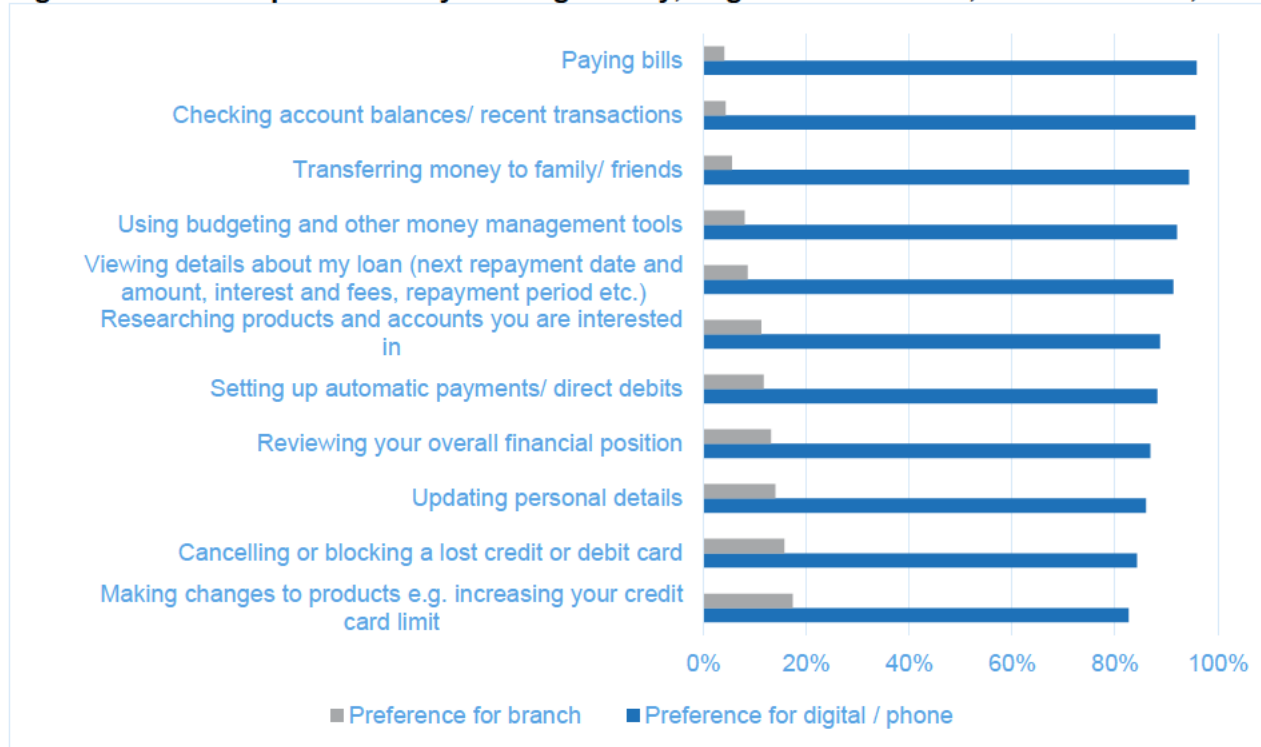 Paying bills
Checking account balances/ recent transactions
Transferring money to family/ friends
Using budgeting and other money management tools
Viewing details about my loan (next repayment date and
amount, interest and fees, repayment period etc.)
Researching products and accounts you are interested
in
Setting up automatic payments/ direct debits
Reviewing your overall financial position
Updating personal details
Cancelling or blocking a lost credit or debit card
Making changes to products e.g. increasing your credit
card limit
0% 20% 40% 60% 80% 100%
Preference for branch Preference for digital / phone